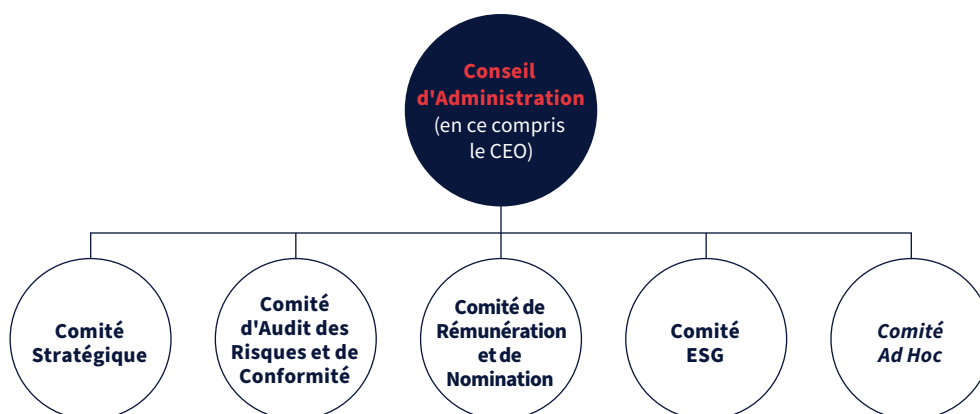 Conseil
d'Administration
(en ce compris
le CEO)
Comité
Stratégique
Comité
d'Audit des
Risques et de
Conformité
Comité de
Rémunération
et de
Nomination
Comité
ESG
Comité
Ad Hoc